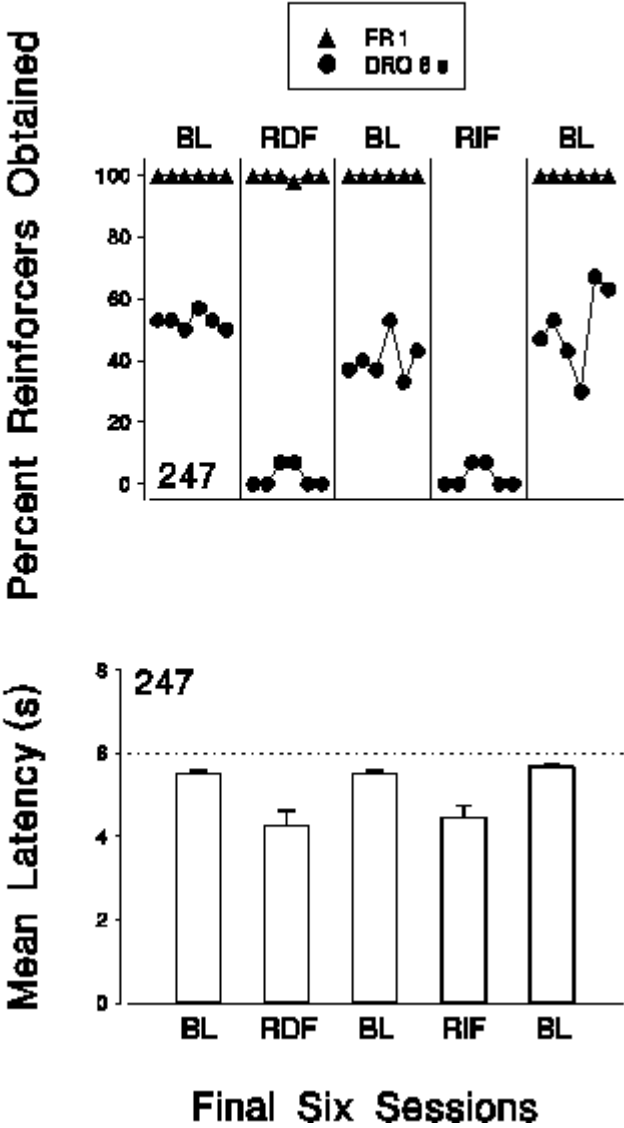 FR 1
DRO 6 s
Percent Reinforcers Obtained
BL RDF BL RIF BL
100
80
60
40
20
0
247
Mean Latency (s)
8
6
4
2
0
247
BL RDF BL RIF BL
Final Six Sessions